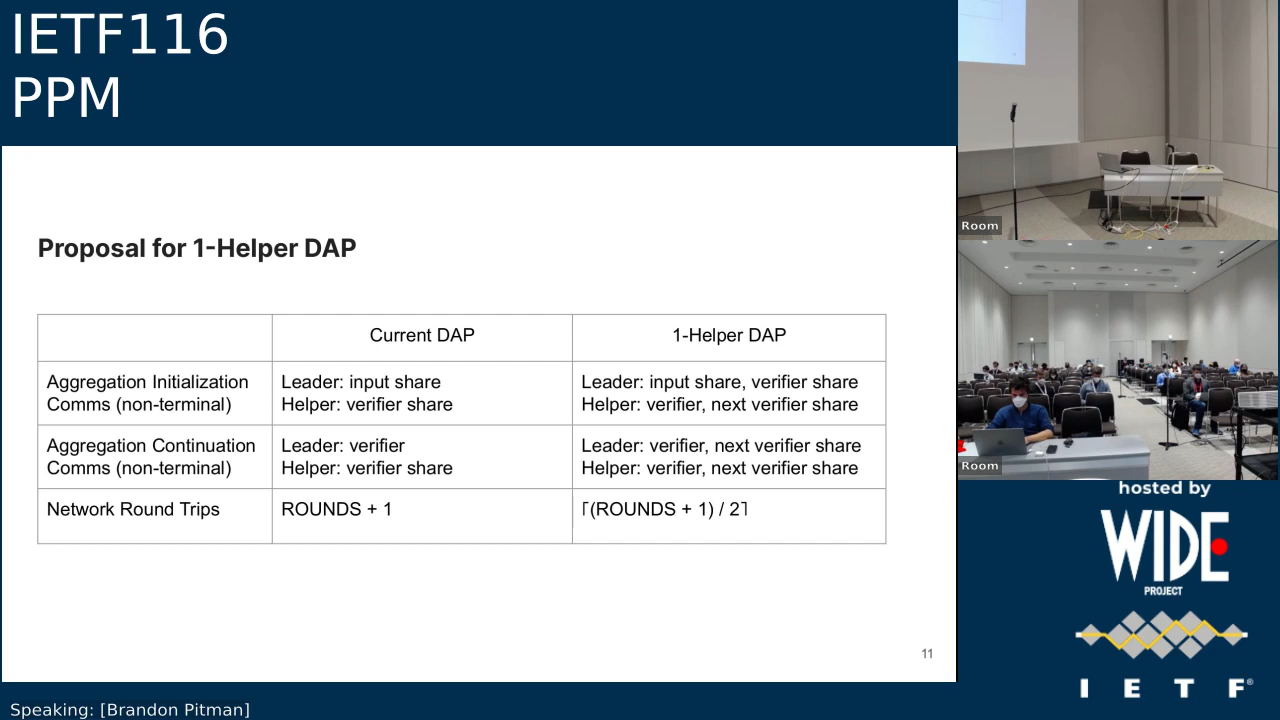 IETF116
PPM
Proposal for 1-Helper DAP
Current DAP
1-Helper DAP
Aggregation Initialization
Comms (non-terminal)
Leader: input share
Helper: verifier share
Leader: input share, verifier share
Helper: verifier, next verifier share
Aggregation Continuation
Comms (non-terminal)
Leader: verifier
Helper: verifier share
Leader: verifier, next verifier share
Helper: verifier, next verifier share
Network Round Trips
ROUNDS + 1
⌈(ROUNDS + 1) / 2⌉
11
Speaking: [Brandon Pitman]
Room
Room
hosted by
WIDE
PROJECT
I E T F®